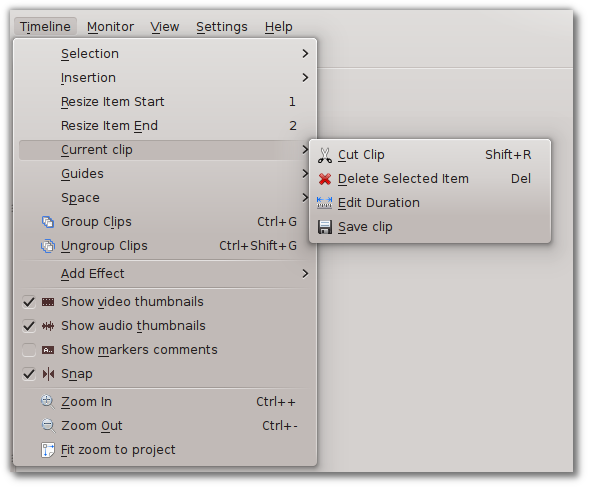 Timeline Monitor View Settings Help
Selection
Insertion
Resize Item Start 1
Resize Item End 2
Current clip
Guides
Space
Group Clips Ctrl+G
Ungroup Clips Ctrl+Shift+G
Add Effect
Show video thumbnails
Show audio thumbnails
Show markers comments
Snap
Zoom In Ctrl++
Zoom Out Ctrl+-
Fit zoom to project
Cut Clip Shift+R
Delete Selected Item Del
Edit Duration
Save clip